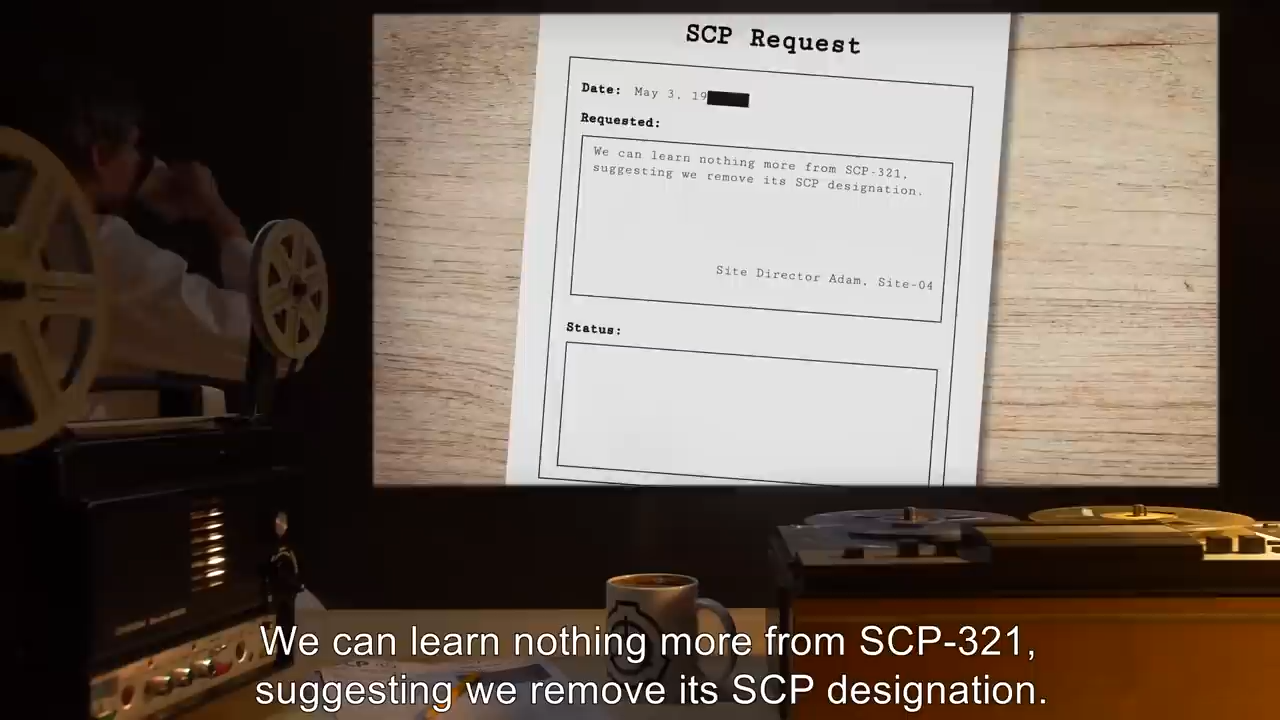 SCP Request
Date: May 3. 19
Requested:
We can learn nothing more from SCP-321,
suggesting we remove its SCP designation.
Site Director Adam. Site-04
Status:
We can learn nothing more from SCP-321,
suggesting we remove its SCP designation.